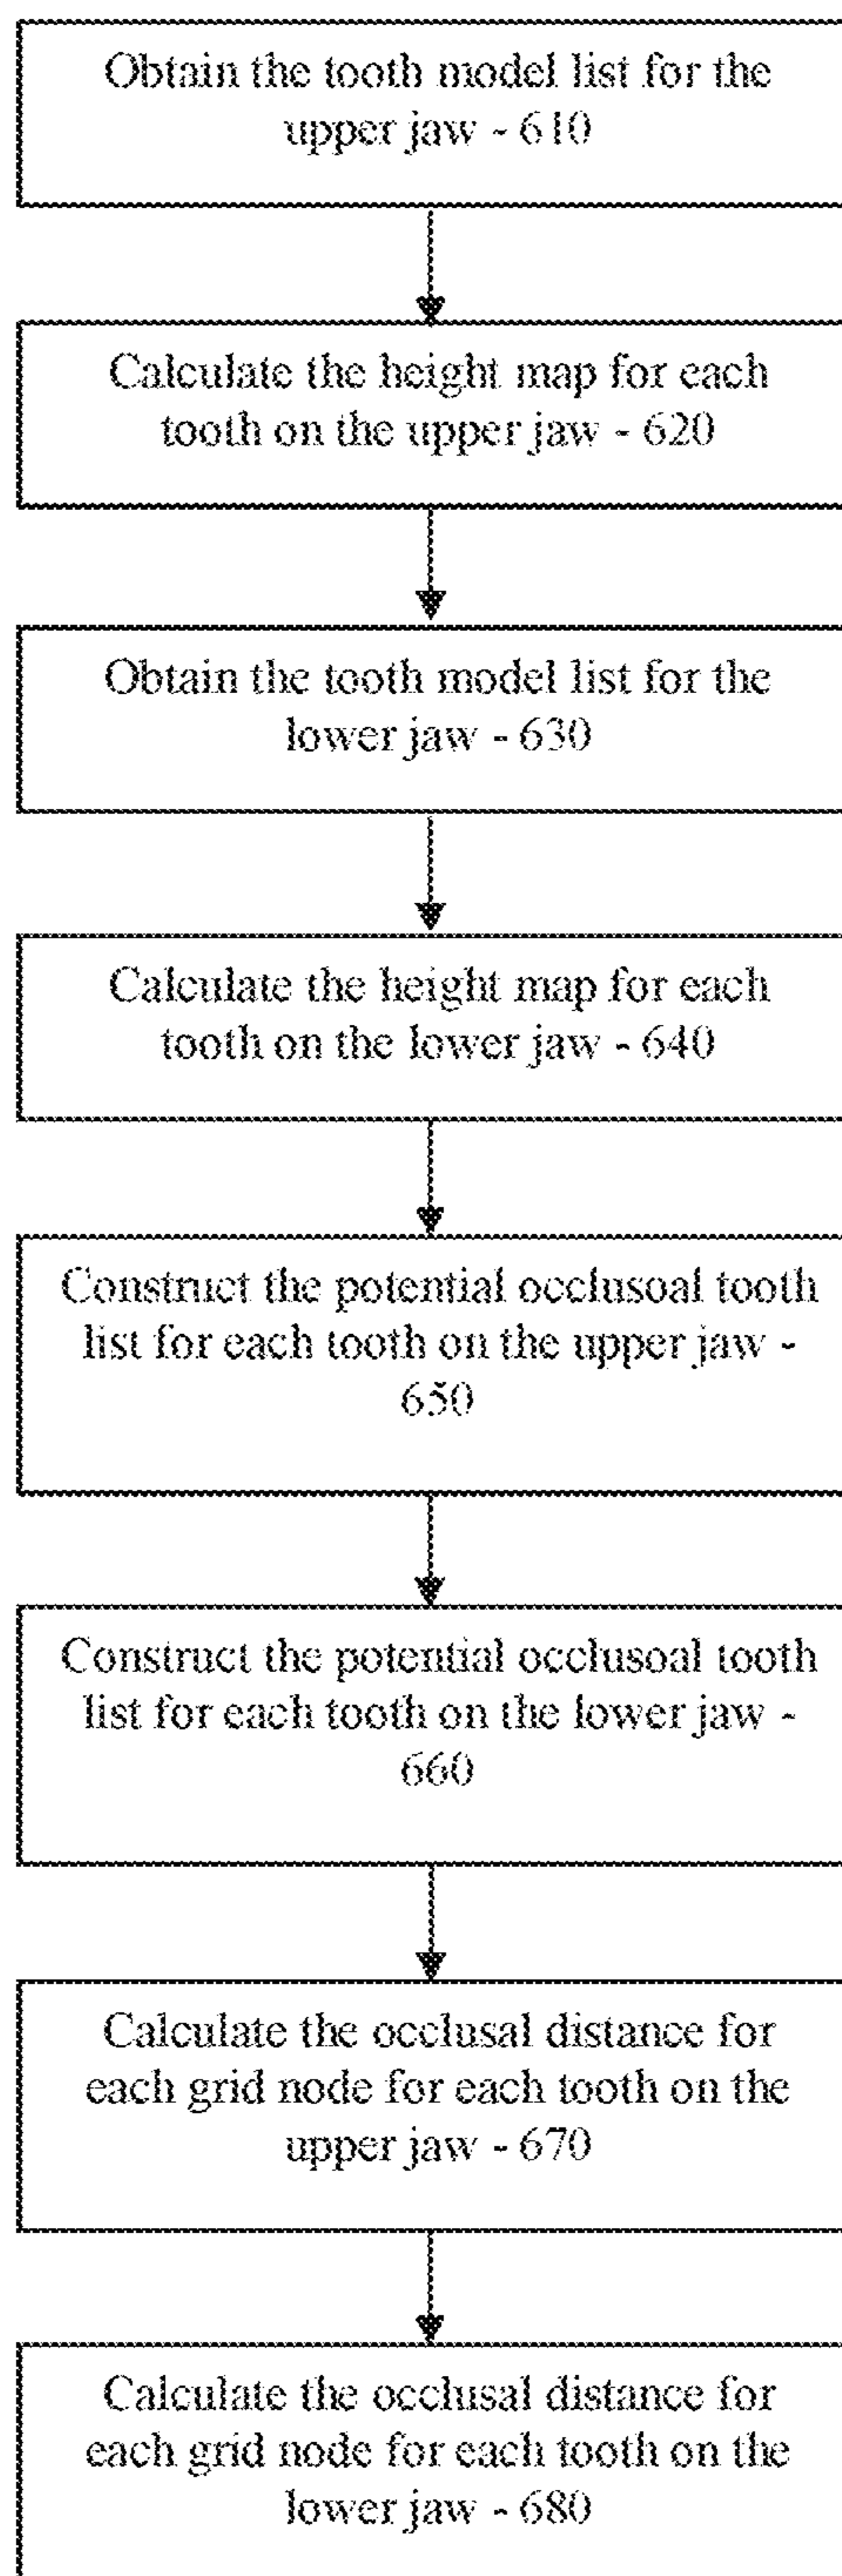 Obtain the tooth model list for the
upper jaw - 610
Calculate the height map for each
tooth on the upper jaw - 620
Obtain the tooth model list for the
lower jaw - 630
Calculate the height map for each
tooth on the lower jaw - 640
Construct the potential occlusoal tooth
list for each tooth on the upper jaw -
650
Construct the potential occlusoal tooth
list for each tooth on the lower jaw -
660
Calculate the occlusal distance for
each grid node for each tooth on the
upper jaw - 670
Calculate the occlusal distance for
each grid node for each tooth on the
lower jaw - 680